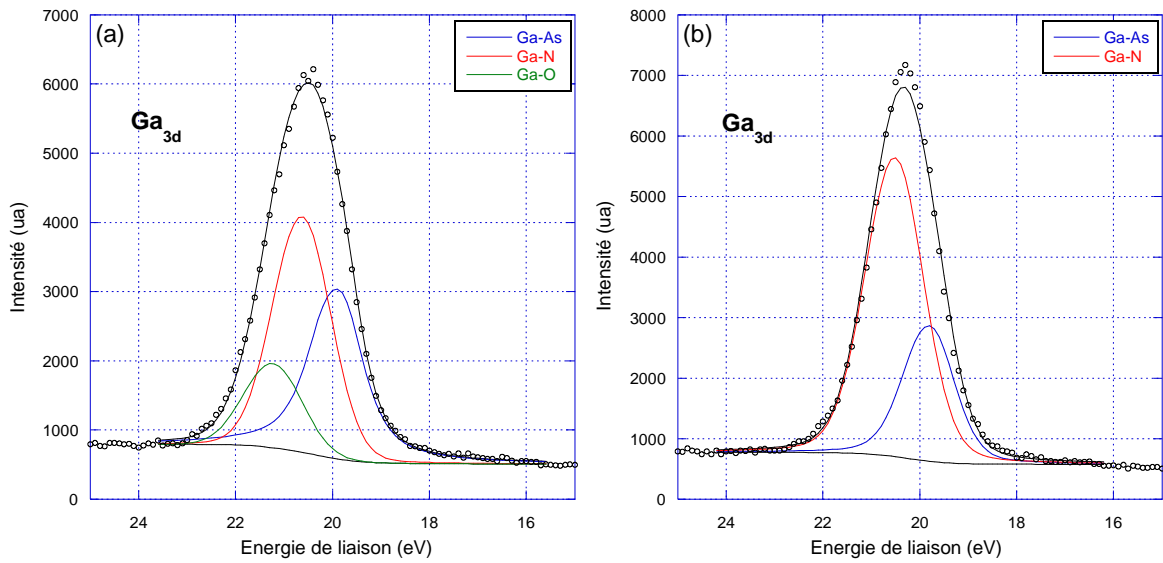 (a)
Ga-As
Ga-N
Ga-O
Ga3d
Intensité (ua)
7000
6000
5000
4000
3000
2000
1000
0
24
22
20
18
16
Energie de liaison (eV)
(b)
Ga-As
Ga-N
Ga3d
Intensité (ua)
8000
7000
6000
5000
4000
3000
2000
1000
0
24
22
20
18
16
Energie de liaison (eV)